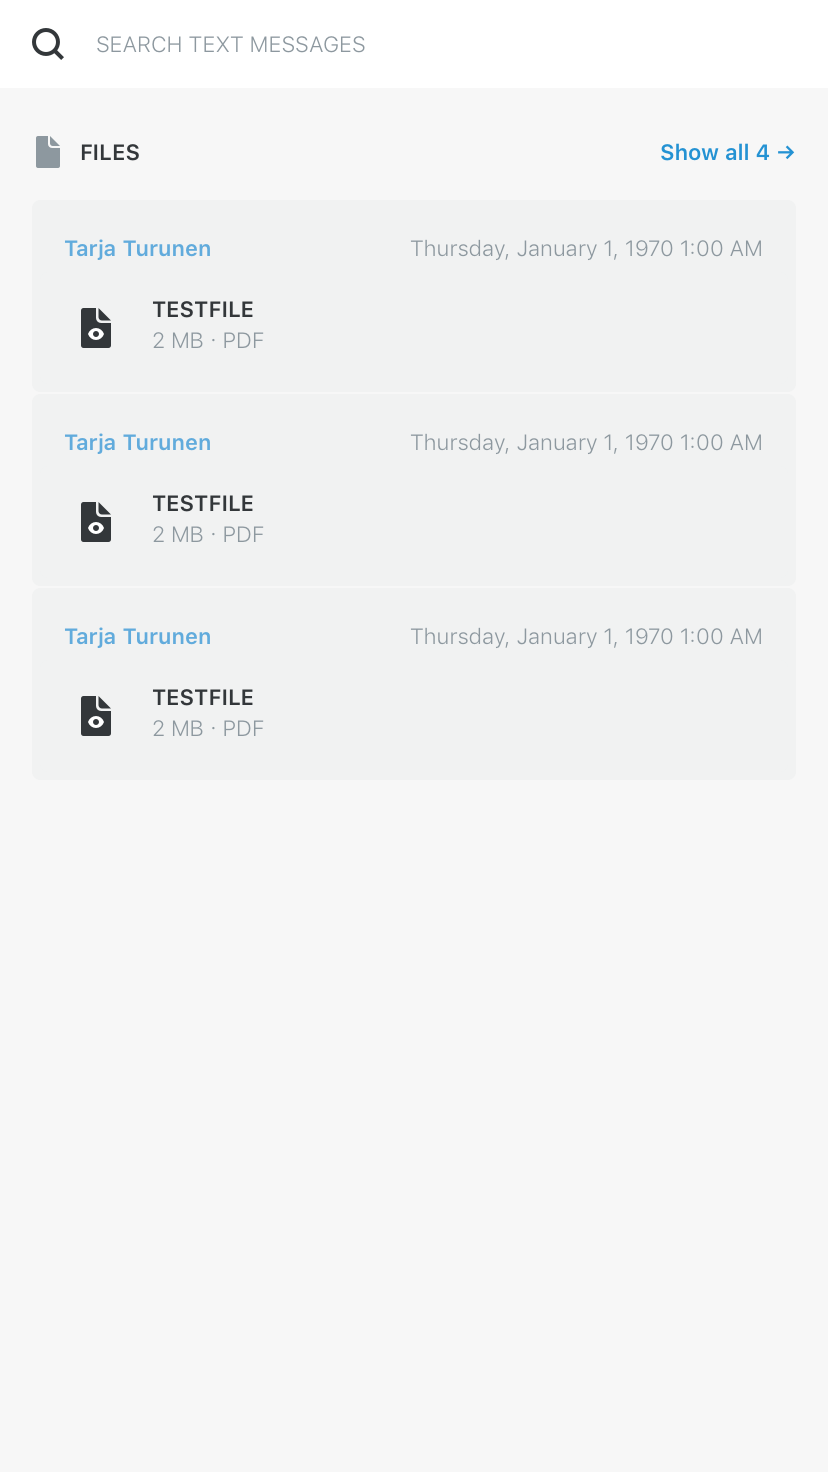 SEARCH TEXT MESSAGES
FILES Show all 4 →
Tarja Turunen Thursday, January 1, 1970 1:00 AM
TESTFILE
2 MB · PDF
Tarja Turunen Thursday, January 1, 1970 1:00 AM
TESTFILE
2 MB · PDF
Tarja Turunen Thursday, January 1, 1970 1:00 AM
TESTFILE
2 MB · PDF